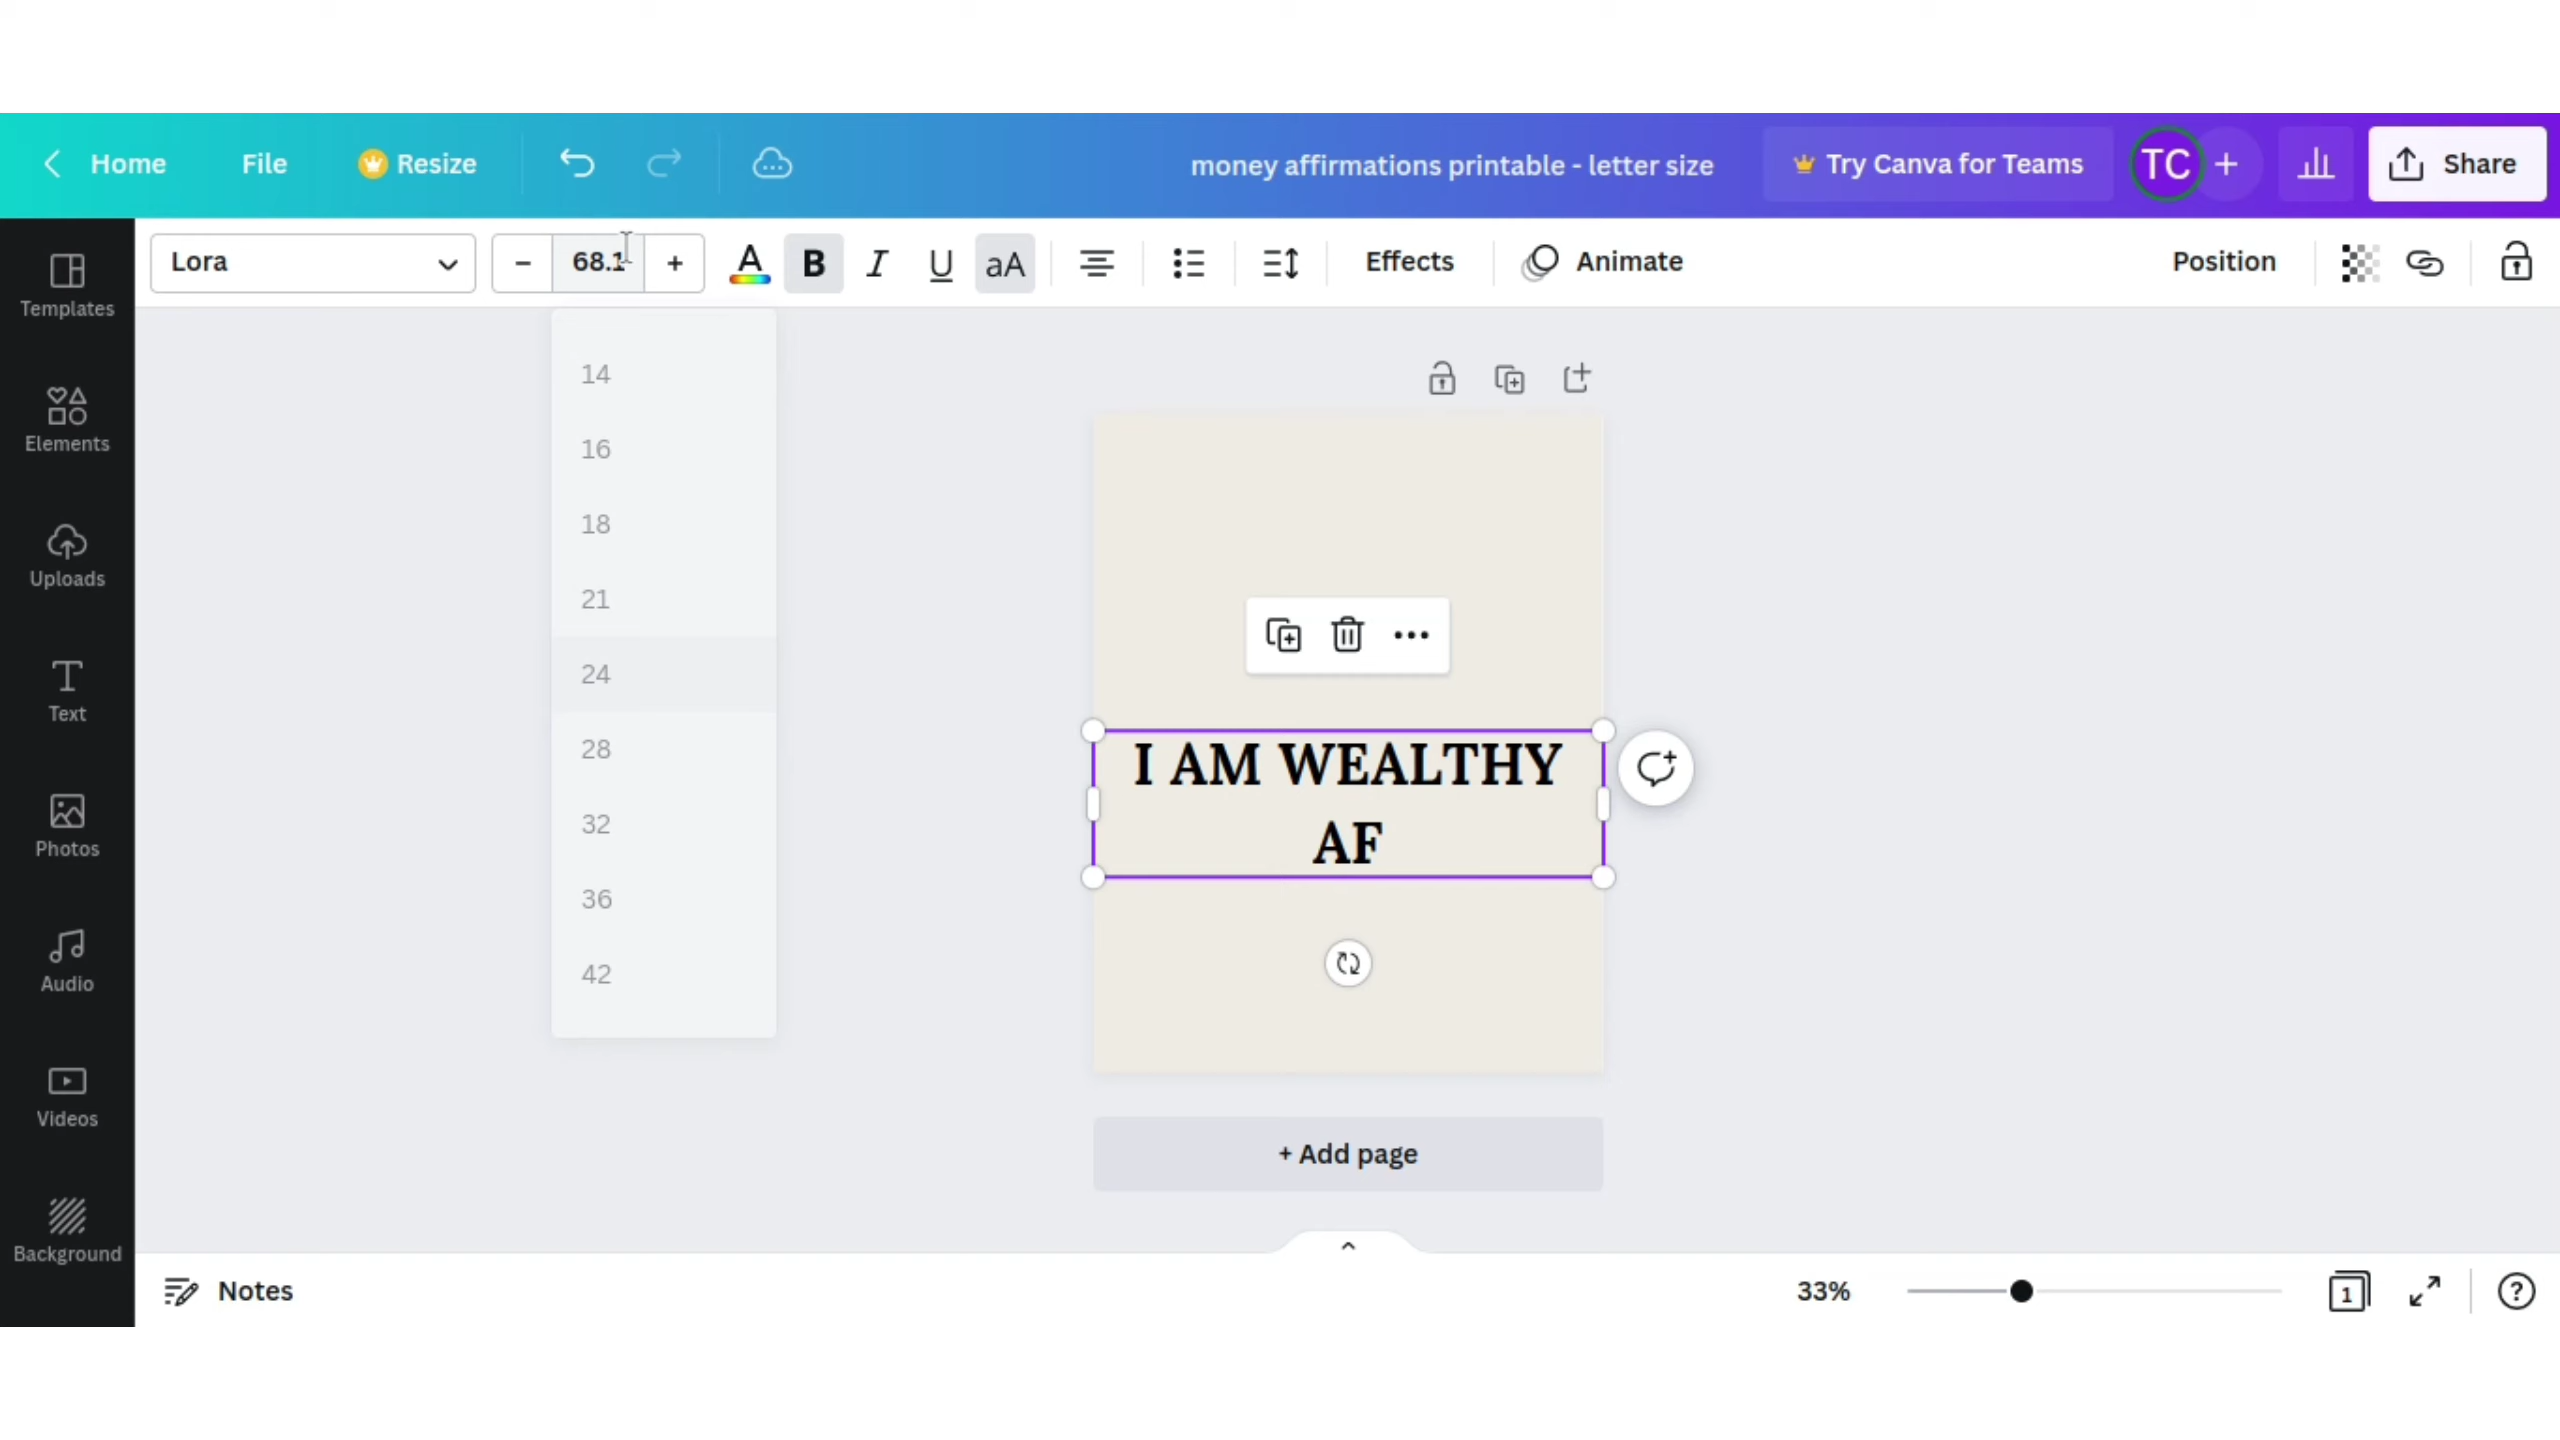 Home File Resize money affirmations printable - letter size Try Canva for Teams TC + Share
Lora − 68.1 + A B I U aA Effects Animate Position
Templates
Elements
Uploads
Text
Photos
Audio
Videos
Background
14
16
18
21
24
28
32
36
42
I AM WEALTHY
AF
+ Add page
Notes 33% 1 ?